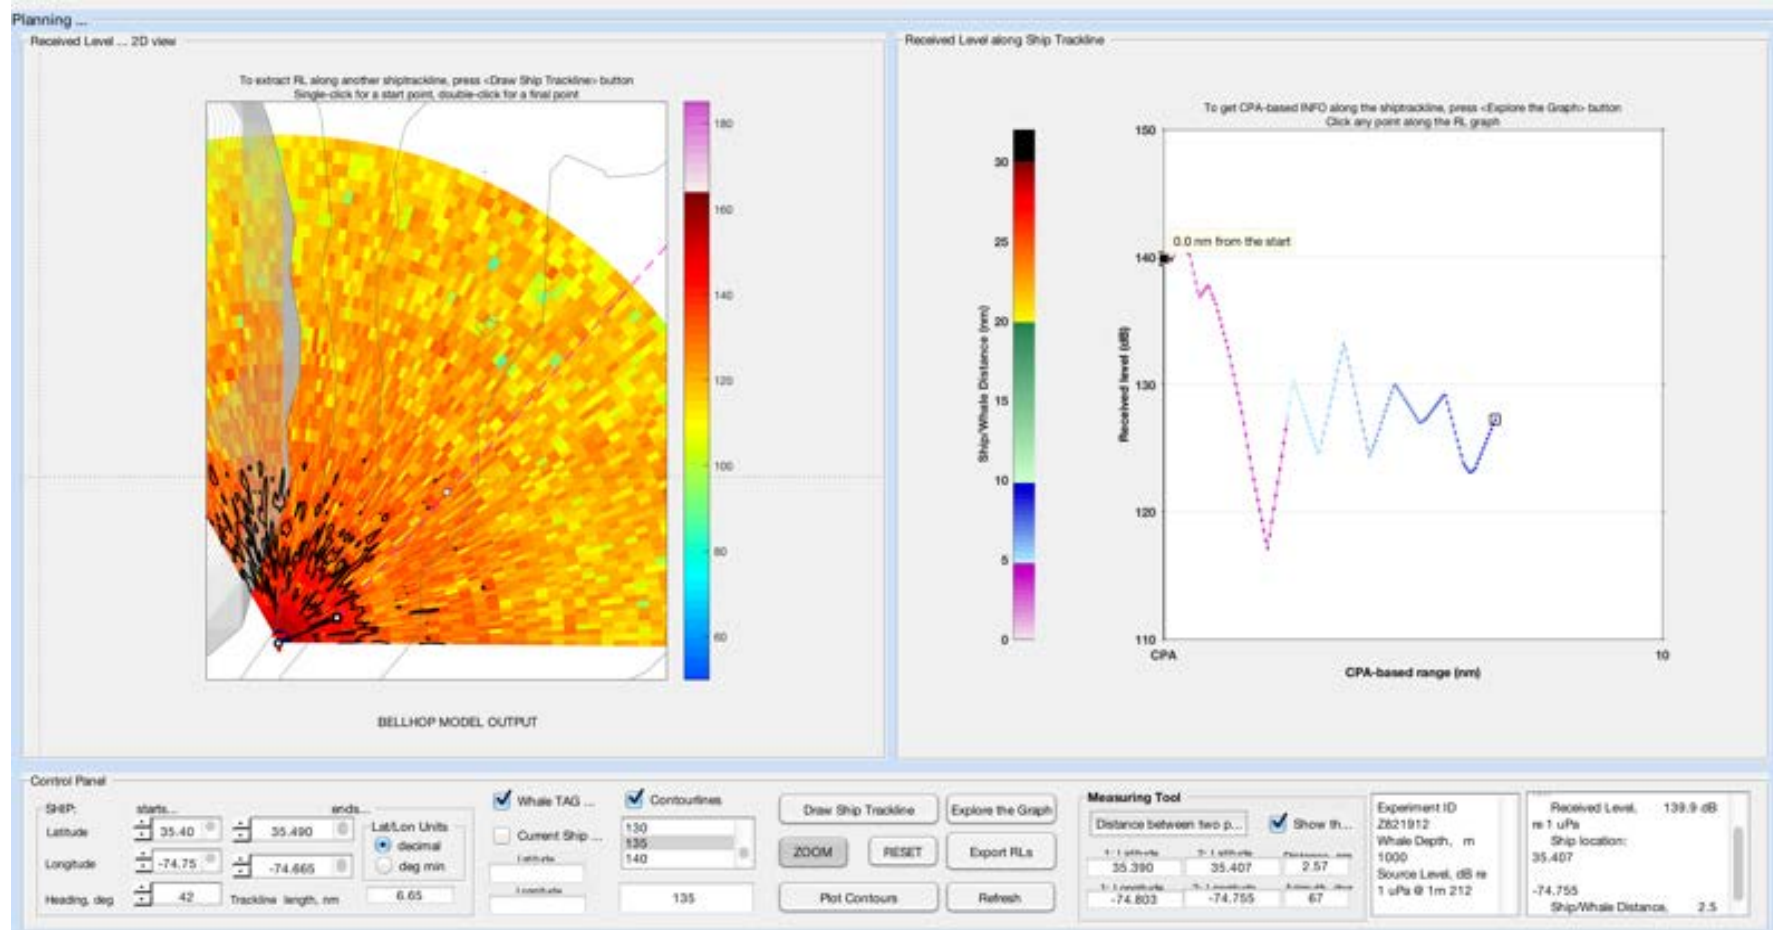 Planning ...
Received Level ... 2D view
To extract RL along another shiptrackline, press <Draw Ship Trackline> button
Single-click for a start point, double-click for a final point
180
160
140
120
100
80
60
BELLHOP MODEL OUTPUT
Received Level along Ship Trackline
To get CPA-based INFO along the shiptrackline, press <Explore the Graph> button
Click any point along the RL graph
30
25
20
15
10
5
0
Ship/Whale Distance (nm)
150
140
130
120
110
Received level (dB)
0.0 nm from the start
CPA
10
CPA-based range (nm)
Control Panel
SHIP:
starts...
ends...
Latitude
35.40
35.490
Longitude
-74.75
-74.665
Heading, deg
42
Trackline length, nm
6.65
Lat/Lon Units
decimal
deg min
Whale TAG ...
Current Ship ...
Latitude
Longitude
Contourlines
130
135
140
135
Draw Ship Trackline
Explore the Graph
ZOOM
RESET
Export RLs
Plot Contours
Refresh
Measuring Tool
Distance between two p...
Show th...
1: Latitude
2: Latitude
35.390
35.407
2.57
1: Longitude
2: Longitude
-74.803
-74.755
67
Experiment ID
Z821912
Whale Depth, m
1000
Source Level, dB re
1 uPa @ 1m 212
Received Level, 139.9 dB
re 1 uPa
Ship location:
35.407
-74.755
Ship/Whale Distance, 2.5